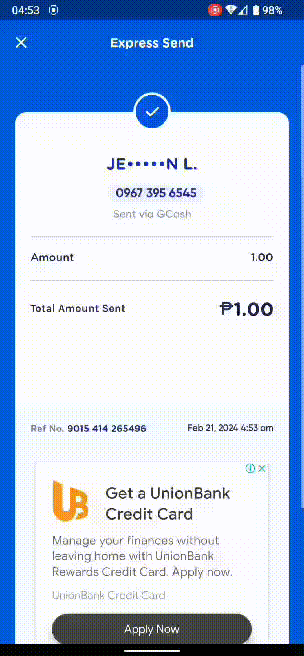 04:53
98%
Express Send
JE•••••N L.
0967 395 6545
Sent via GCash
Amount 1.00
Total Amount Sent ₱1.00
Ref No. 9015 414 265496 Feb 21, 2024 4:53 am
UB
Get a UnionBank
Credit Card
Manage your finances without
leaving home with UnionBank
Rewards Credit Card. Apply now.
UnionBank Credit Card
Apply Now